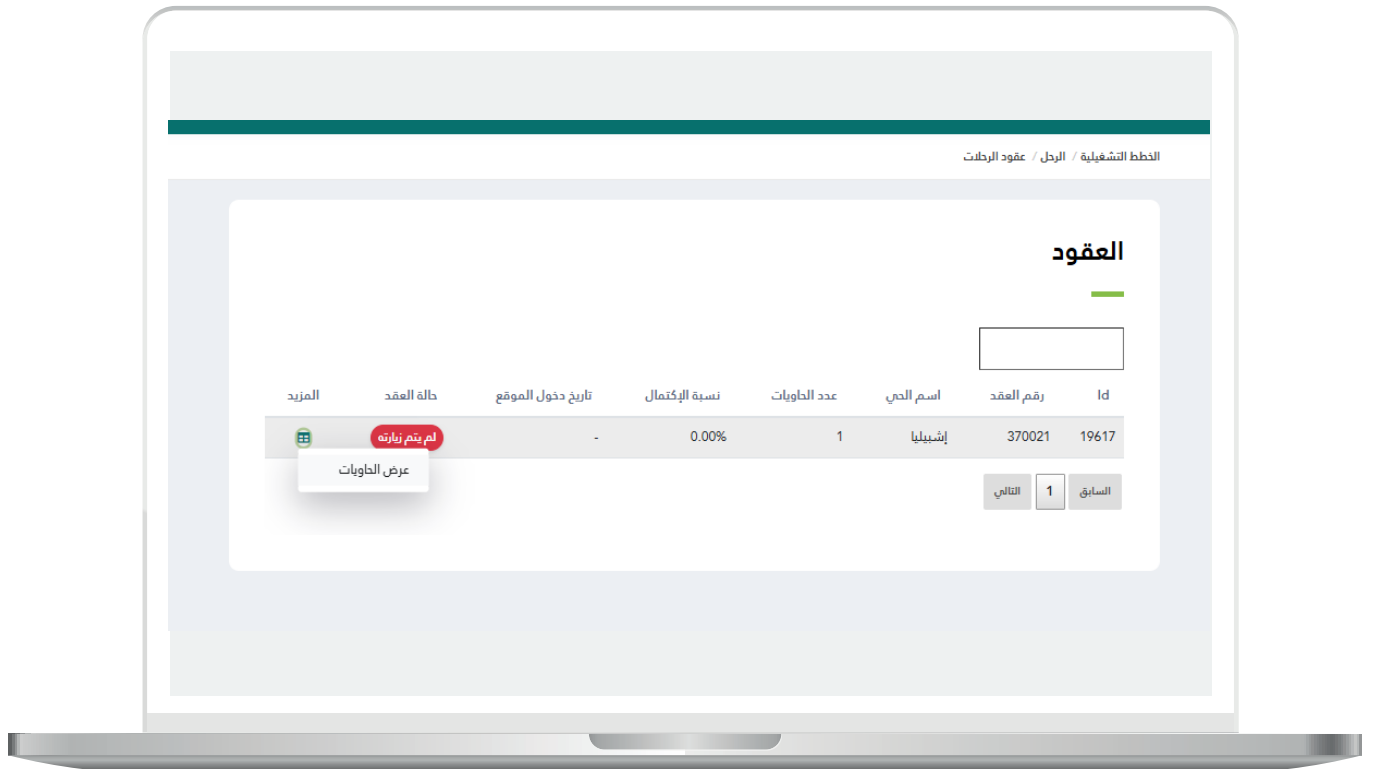 الخطط التشغيلية / الرحل / عقود الرحلات
العقود
Id رقم العقد اسم الحي عدد الحاويات نسبة الإكتمال تاريخ دخول الموقع حالة العقد المزيد
19617 370021 إشبيليا 1 0.00% - لم يتم زيارته
عرض الحاويات
السابق 1 التالي